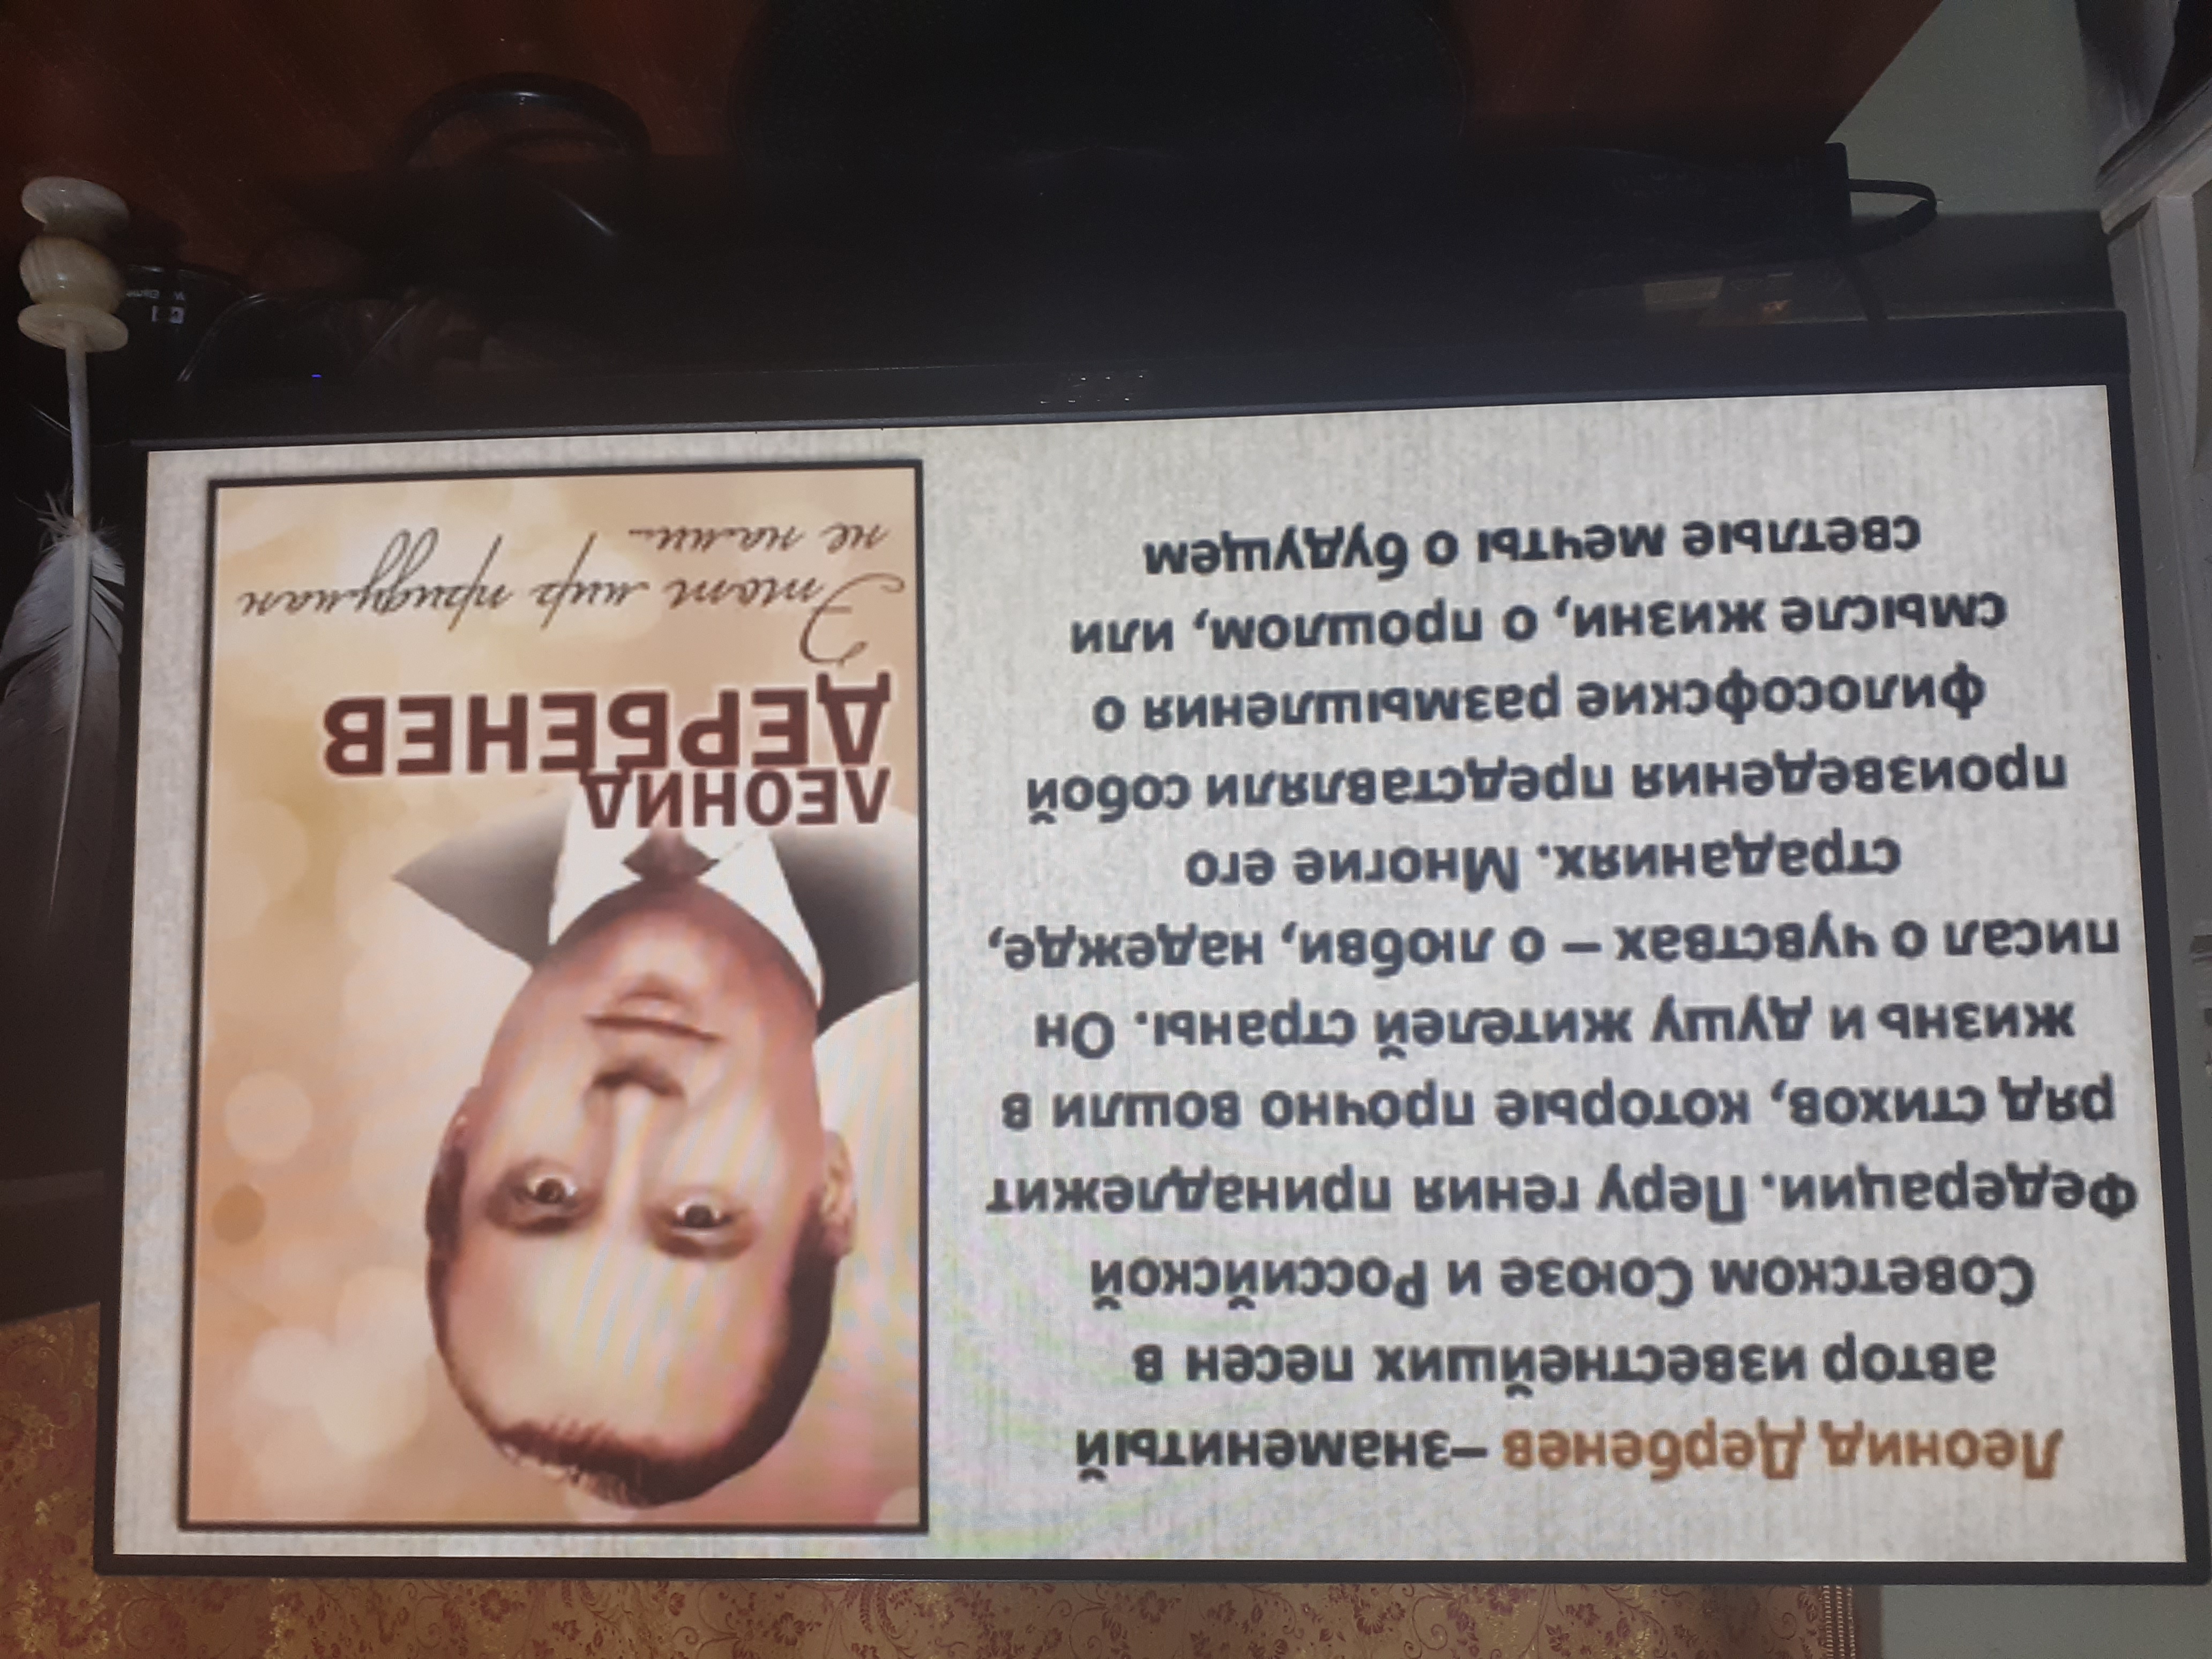 Леонид Дербенев –знаменитый
автор известнейших песен в
Советском Союзе и Российской
Федерации. Перу гения принадлежит
ряд стихов, которые прочно вошли в
жизнь и душу жителей страны. Он
писал о чувствах – о любви, надежде,
страданиях. Многие его
произведения представляли собой
философские размышления о
смысле жизни, о прошлом, или
светлые мечты о будущем
ЛЕОНИД
ДЕРБЕНЕВ
Этот мир придуман
не нами...